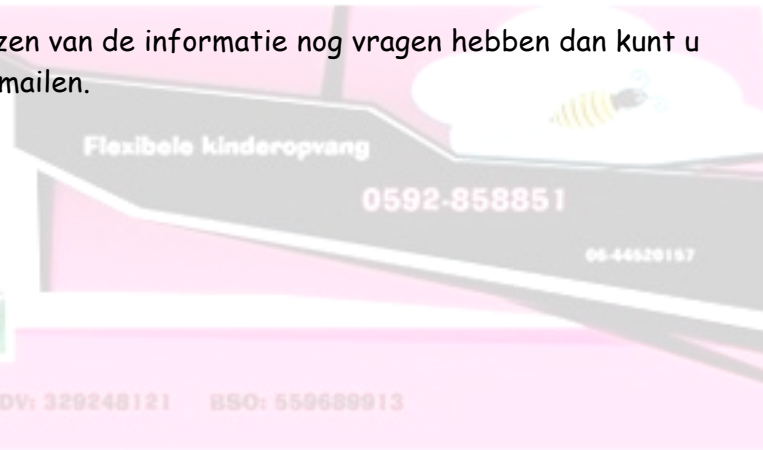 zen van de informatie nog vragen hebben dan kunt u
mailen.
Flexibele kinderopvang
0592-858851
06-44520157
DV: 329248121 BSO: 559689913